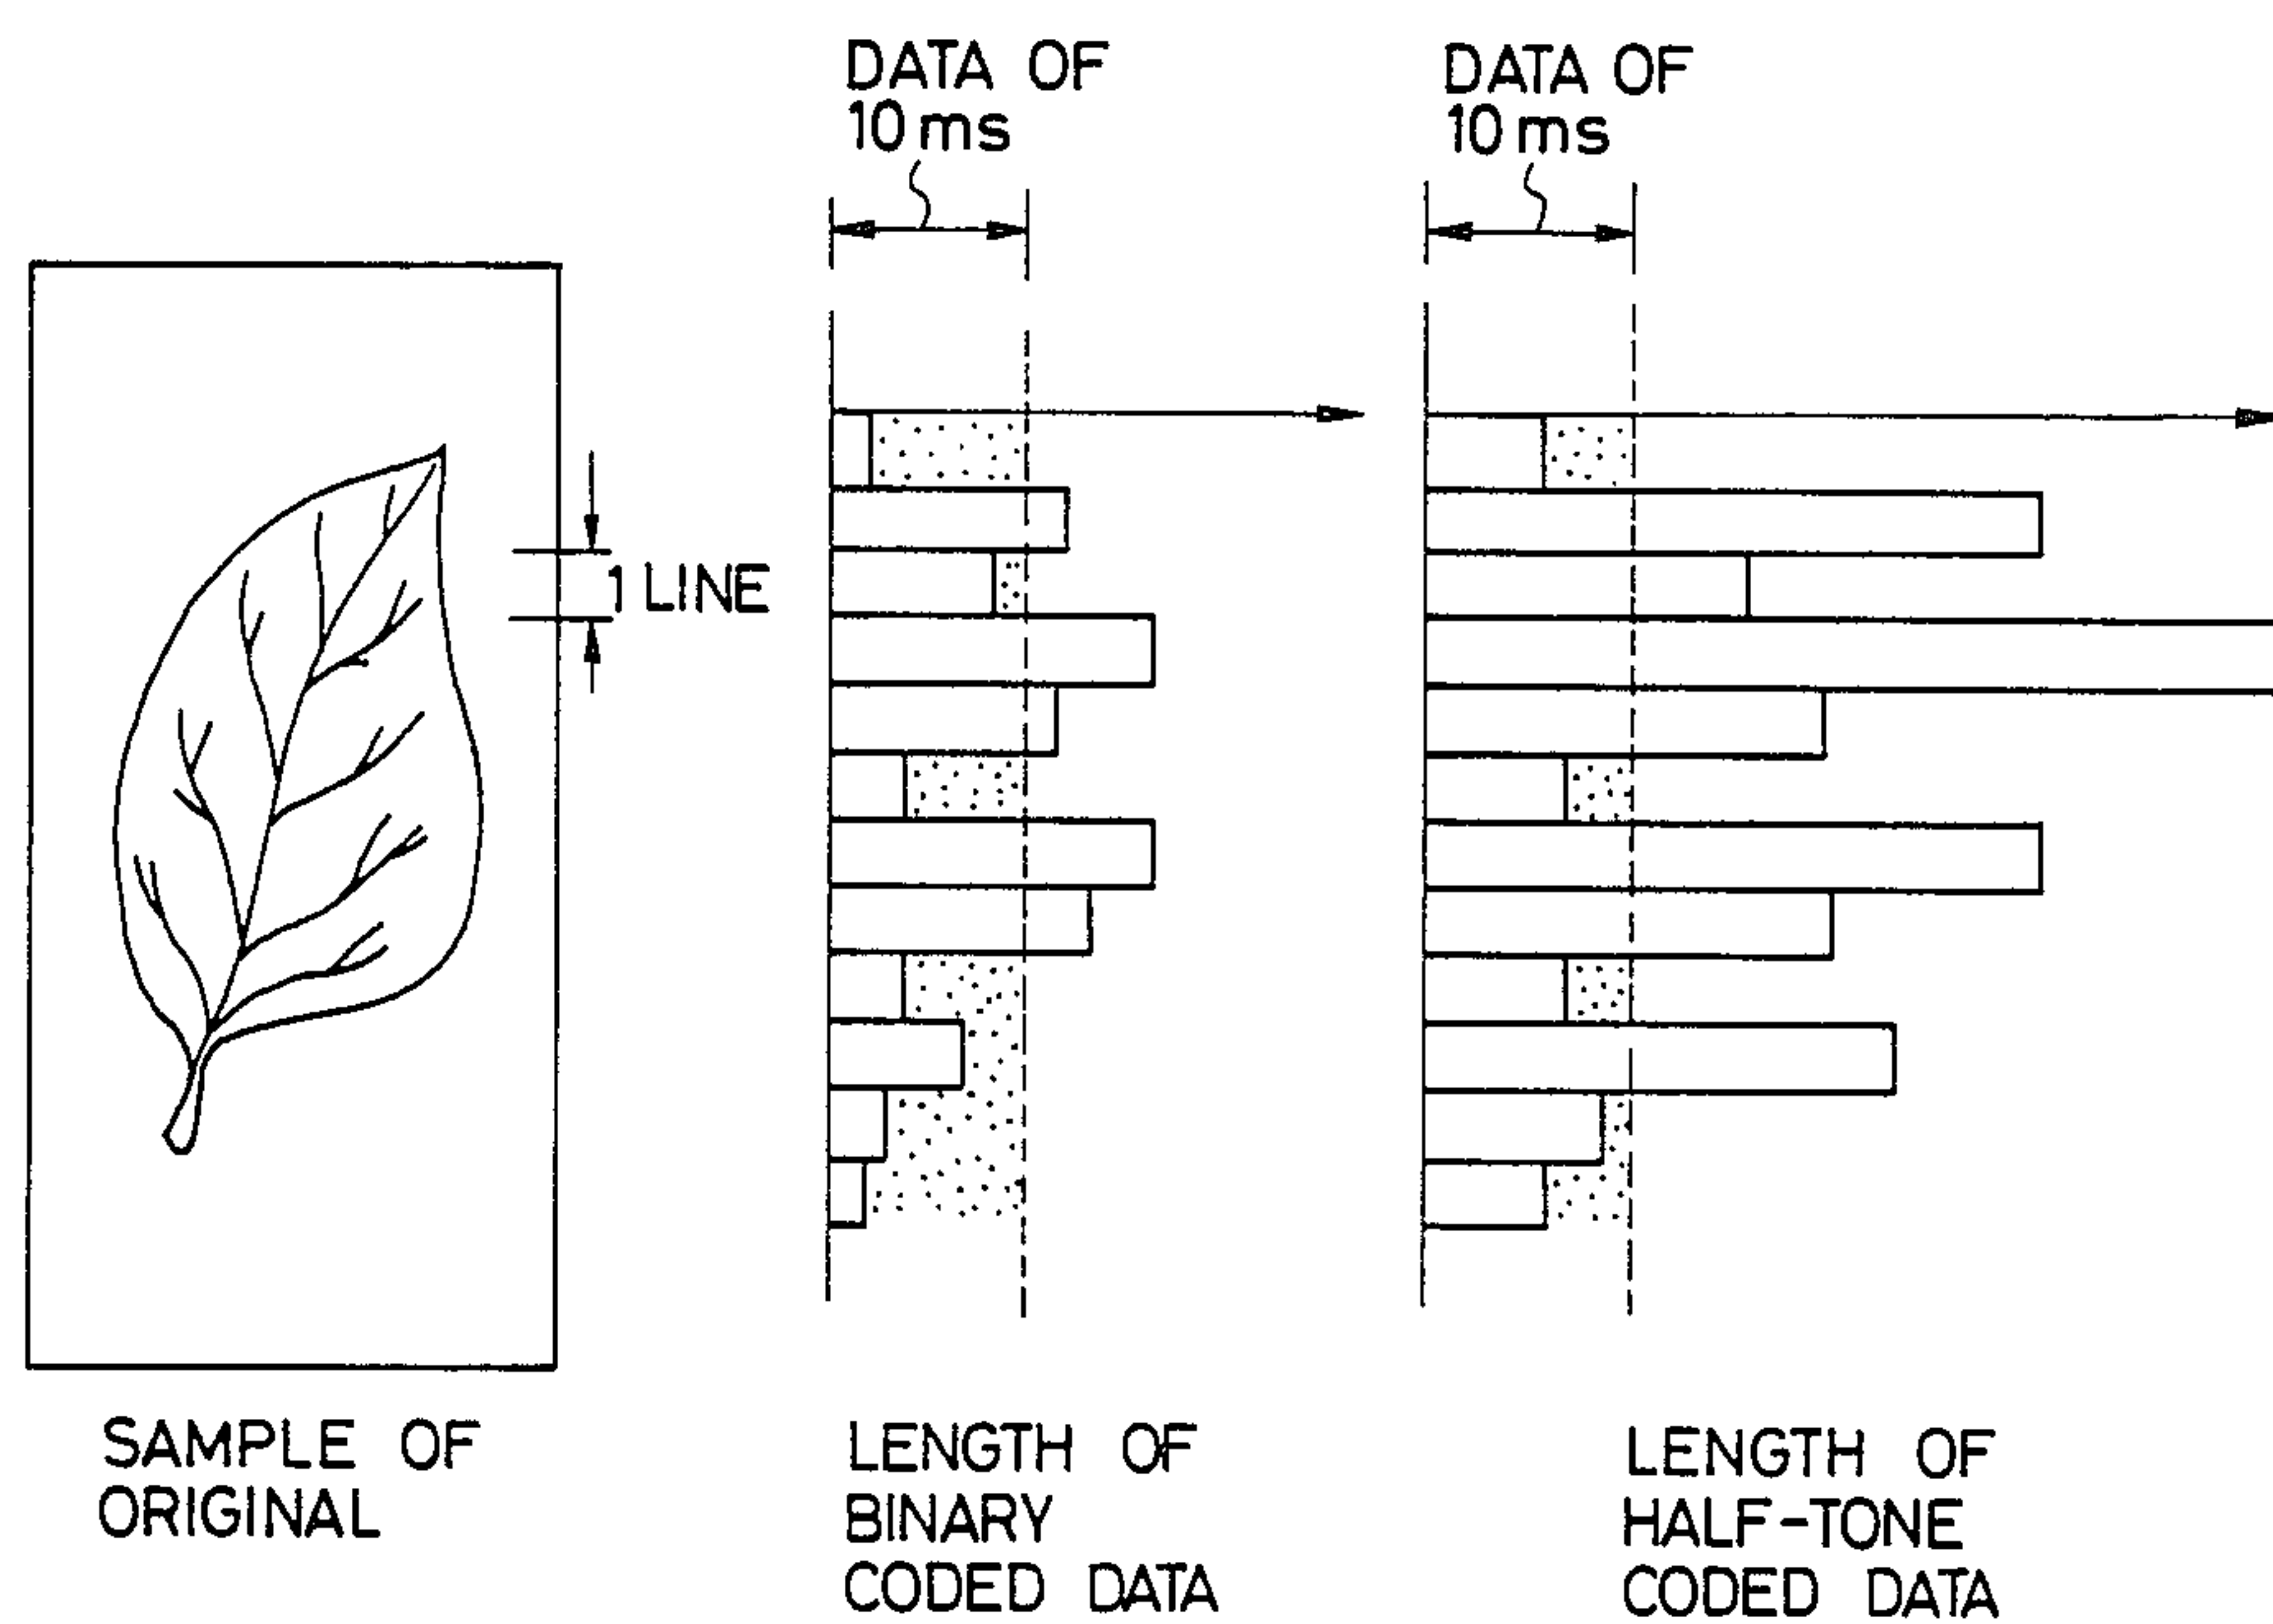 DATA OF
10 ms
DATA OF
10 ms
1 LINE
SAMPLE OF
ORIGINAL
LENGTH OF
BINARY
CODED DATA
LENGTH OF
HALF-TONE
CODED DATA